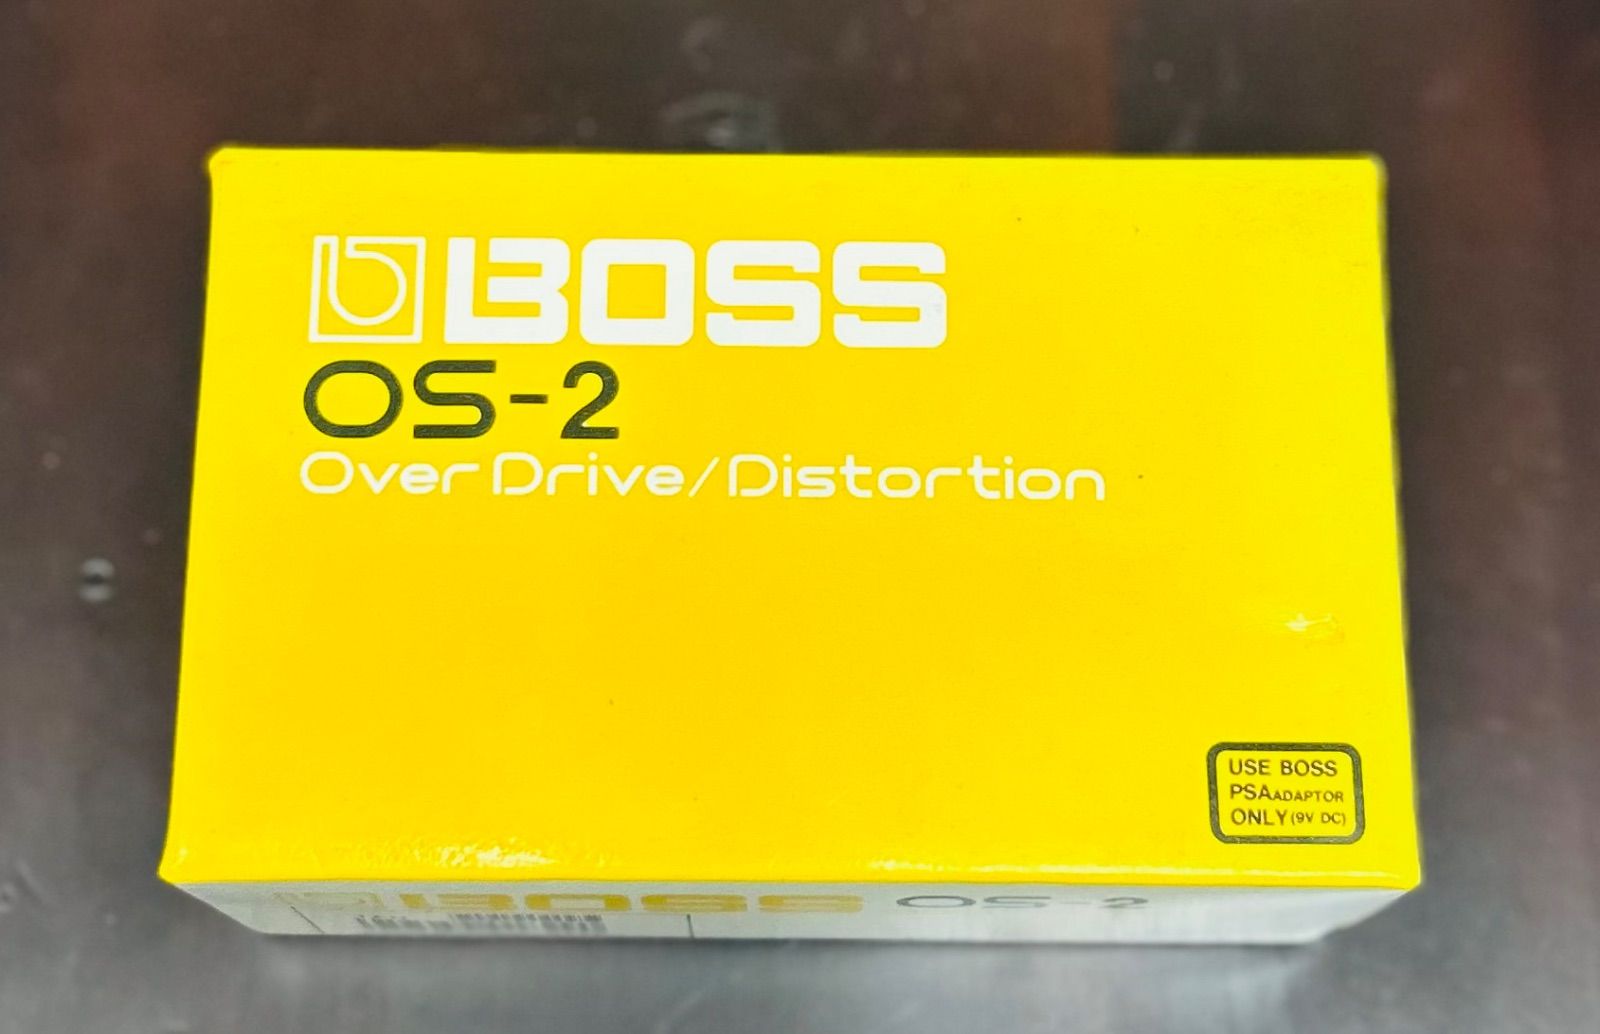 BOSS
OS-2
Over Drive/Distortion
USE BOSS
PSA ADAPTOR
ONLY (9V DC)
BOSS OS-2